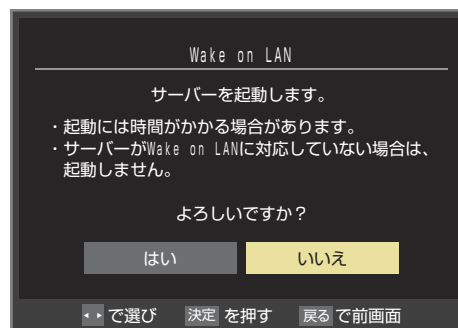 Wake on LAN
サーバーを起動します。
・起動には時間がかかる場合があります。
・サーバーがWake on LANに対応していない場合は、
起動しません。
よろしいですか？
はい いいえ
で選び 決定 を押す 戻る で前画面